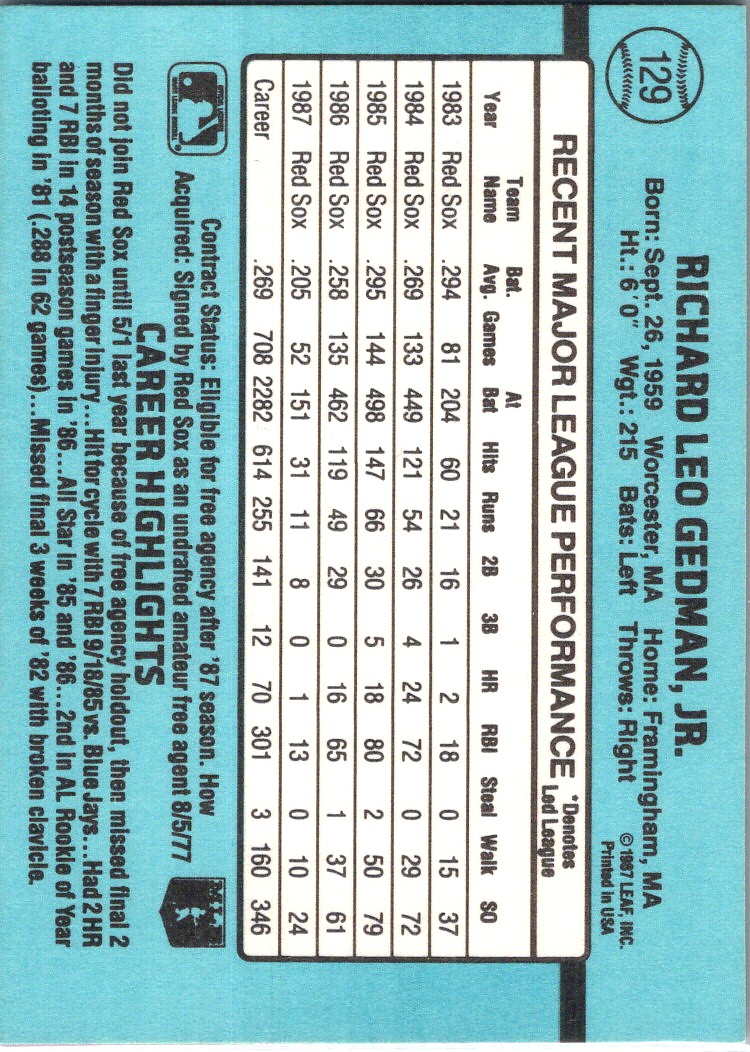 129
RICHARD LEO GEDMAN, JR.
Born: Sept. 26, 1959 Worcester, MA Home: Framingham, MA
Ht.: 6'0" Wgt.: 215 Bats: Left Throws: Right
© 1987 LEAF, INC.
Printed in USA
RECENT MAJOR LEAGUE PERFORMANCE *Denotes Led League
Year Team Name Bat. Avg. Games At Bat Hits Runs 2B 3B HR RBI Steal Walk SO
1983 Red Sox .294 81 204 60 21 16 1 2 18 0 15 37
1984 Red Sox .269 133 449 121 54 26 4 24 72 0 29 72
1985 Red Sox .295 144 498 147 66 30 5 18 80 2 50 79
1986 Red Sox .258 135 462 119 49 29 0 16 65 1 37 61
1987 Red Sox .205 52 151 31 11 8 0 1 13 0 10 24
Career .269 708 2282 614 255 141 12 70 301 3 160 346
Contract Status: Eligible for free agency after '87 season. How
Acquired: Signed by Red Sox as an undrafted amateur free agent 8/5/77
CAREER HIGHLIGHTS
Did not join Red Sox until 5/1 last year because of free agency holdout, then missed final 2
months of season with a finger injury...Hit for cycle with 7 RBI 9/18/85 vs. Blue Jays...Had 2 HR
and 7 RBI in 14 postseason games in '86...All Star in '85 and '86...2nd in AL Rookie of Year
balloting in '81 (.288 in 62 games)...Missed final 3 weeks of '82 with broken clavicle.